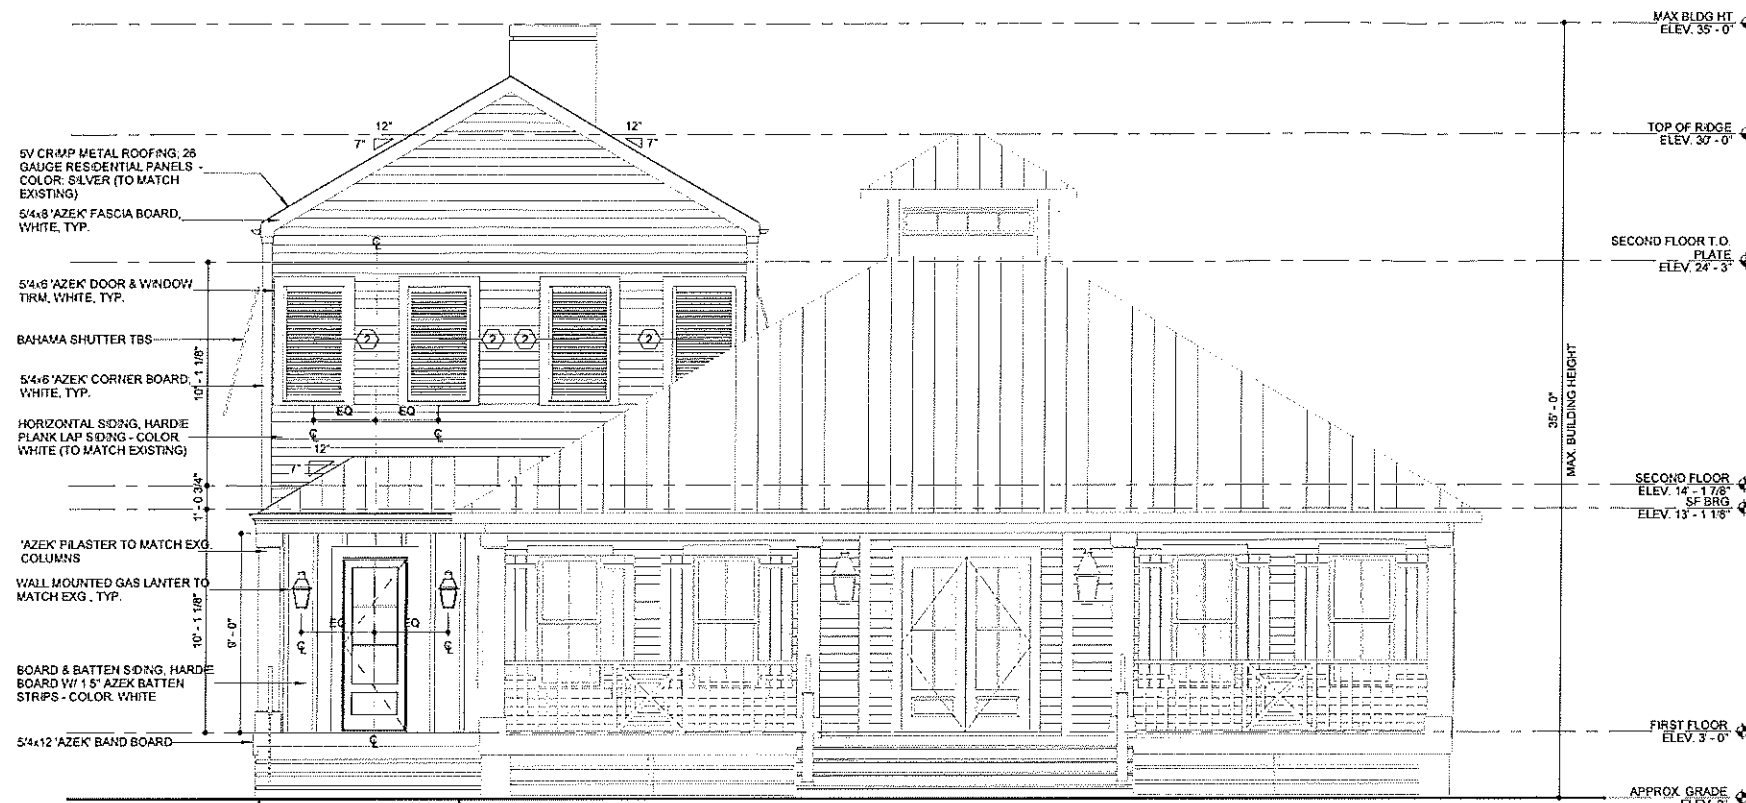 MAX BLDG HT
ELEV. 35' - 0"
12"
7"
12"
7"
TOP OF RIDGE
ELEV. 30' - 0"
5V CRIMP METAL ROOFING; 26
GAUGE RESIDENTIAL PANELS -
COLOR: SILVER (TO MATCH
EXISTING)
5/4x8 'AZEK' FASCIA BOARD,
WHITE, TYP.
SECOND FLOOR T.O.
PLATE
ELEV. 24' - 3"
5/4x6 'AZEK' DOOR & WINDOW
TIRM, WHITE, TYP.
BAHAMA SHUTTER TBS
2
2
2
2
5/4x6 'AZEK' CORNER BOARD,
WHITE, TYP.
10' - 1 1/8"
EQ
EQ
HORIZONTAL SIDING, HARDIE
PLANK LAP SIDING - COLOR
WHITE (TO MATCH EXISTING)
12"
7"
35' - 0"
MAX. BUILDING HEIGHT
1' - 0 3/4"
SECOND FLOOR
ELEV. 14' - 1 7/8"
SF BRG
ELEV. 13' - 1 1/8"
'AZEK' PILASTER TO MATCH EXG.
COLUMNS
WALL MOUNTED GAS LANTER TO
MATCH EXG., TYP.
10' - 1 1/8"
9' - 0"
EQ
EQ
BOARD & BATTEN SIDING, HARDIE
BOARD W/ 1.5" AZEK BATTEN
STRIPS - COLOR: WHITE
5/4x12 'AZEK' BAND BOARD
FIRST FLOOR
ELEV. 3' - 0"
APPROX. GRADE